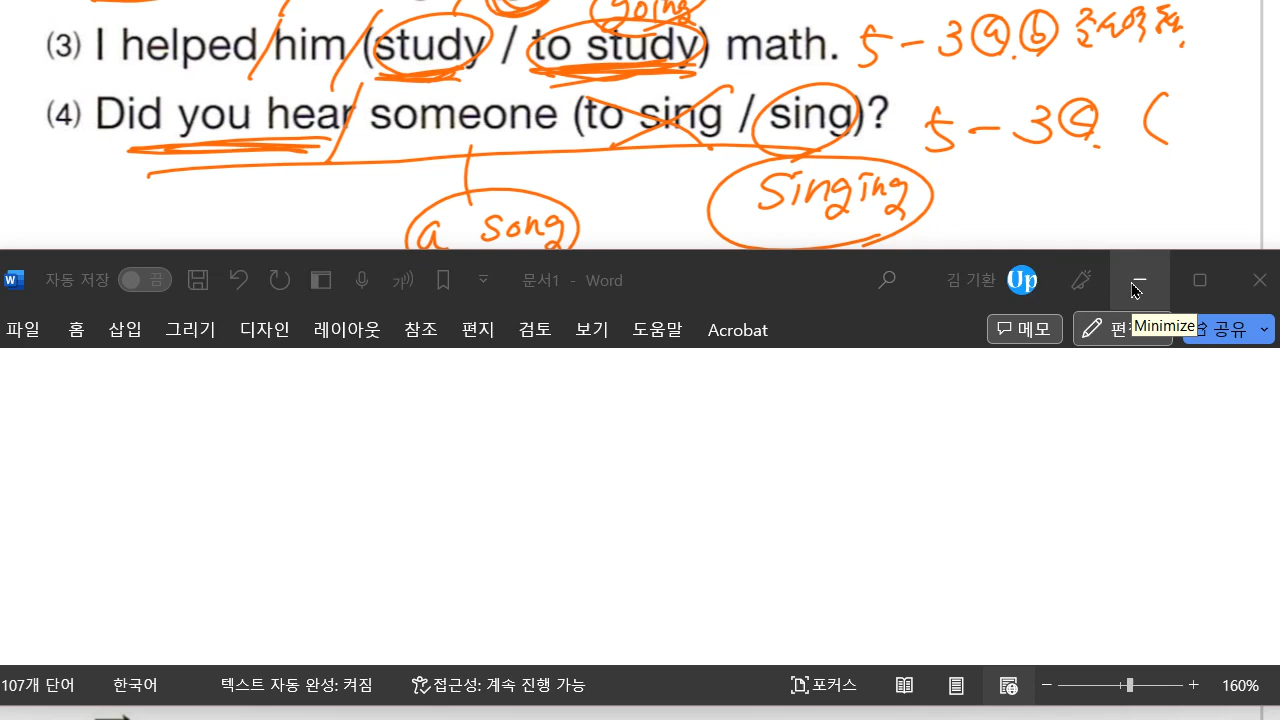 going
(3) I helped him (study / to study) math. 5-3ⓐ.ⓑ
(4) Did you hear someone (to sing / sing)? 5-3ⓐ. (
singing
a song
자동 저장 끔 가)) 문서1 - Word 김 기환 Up
파일 홈 삽입 그리기 디자인 레이아웃 참조 편지 검토 보기 도움말 Acrobat 메모 편 Minimize 공유
107개 단어 한국어 텍스트 자동 완성: 켜짐 접근성: 계속 진행 가능 포커스 160%